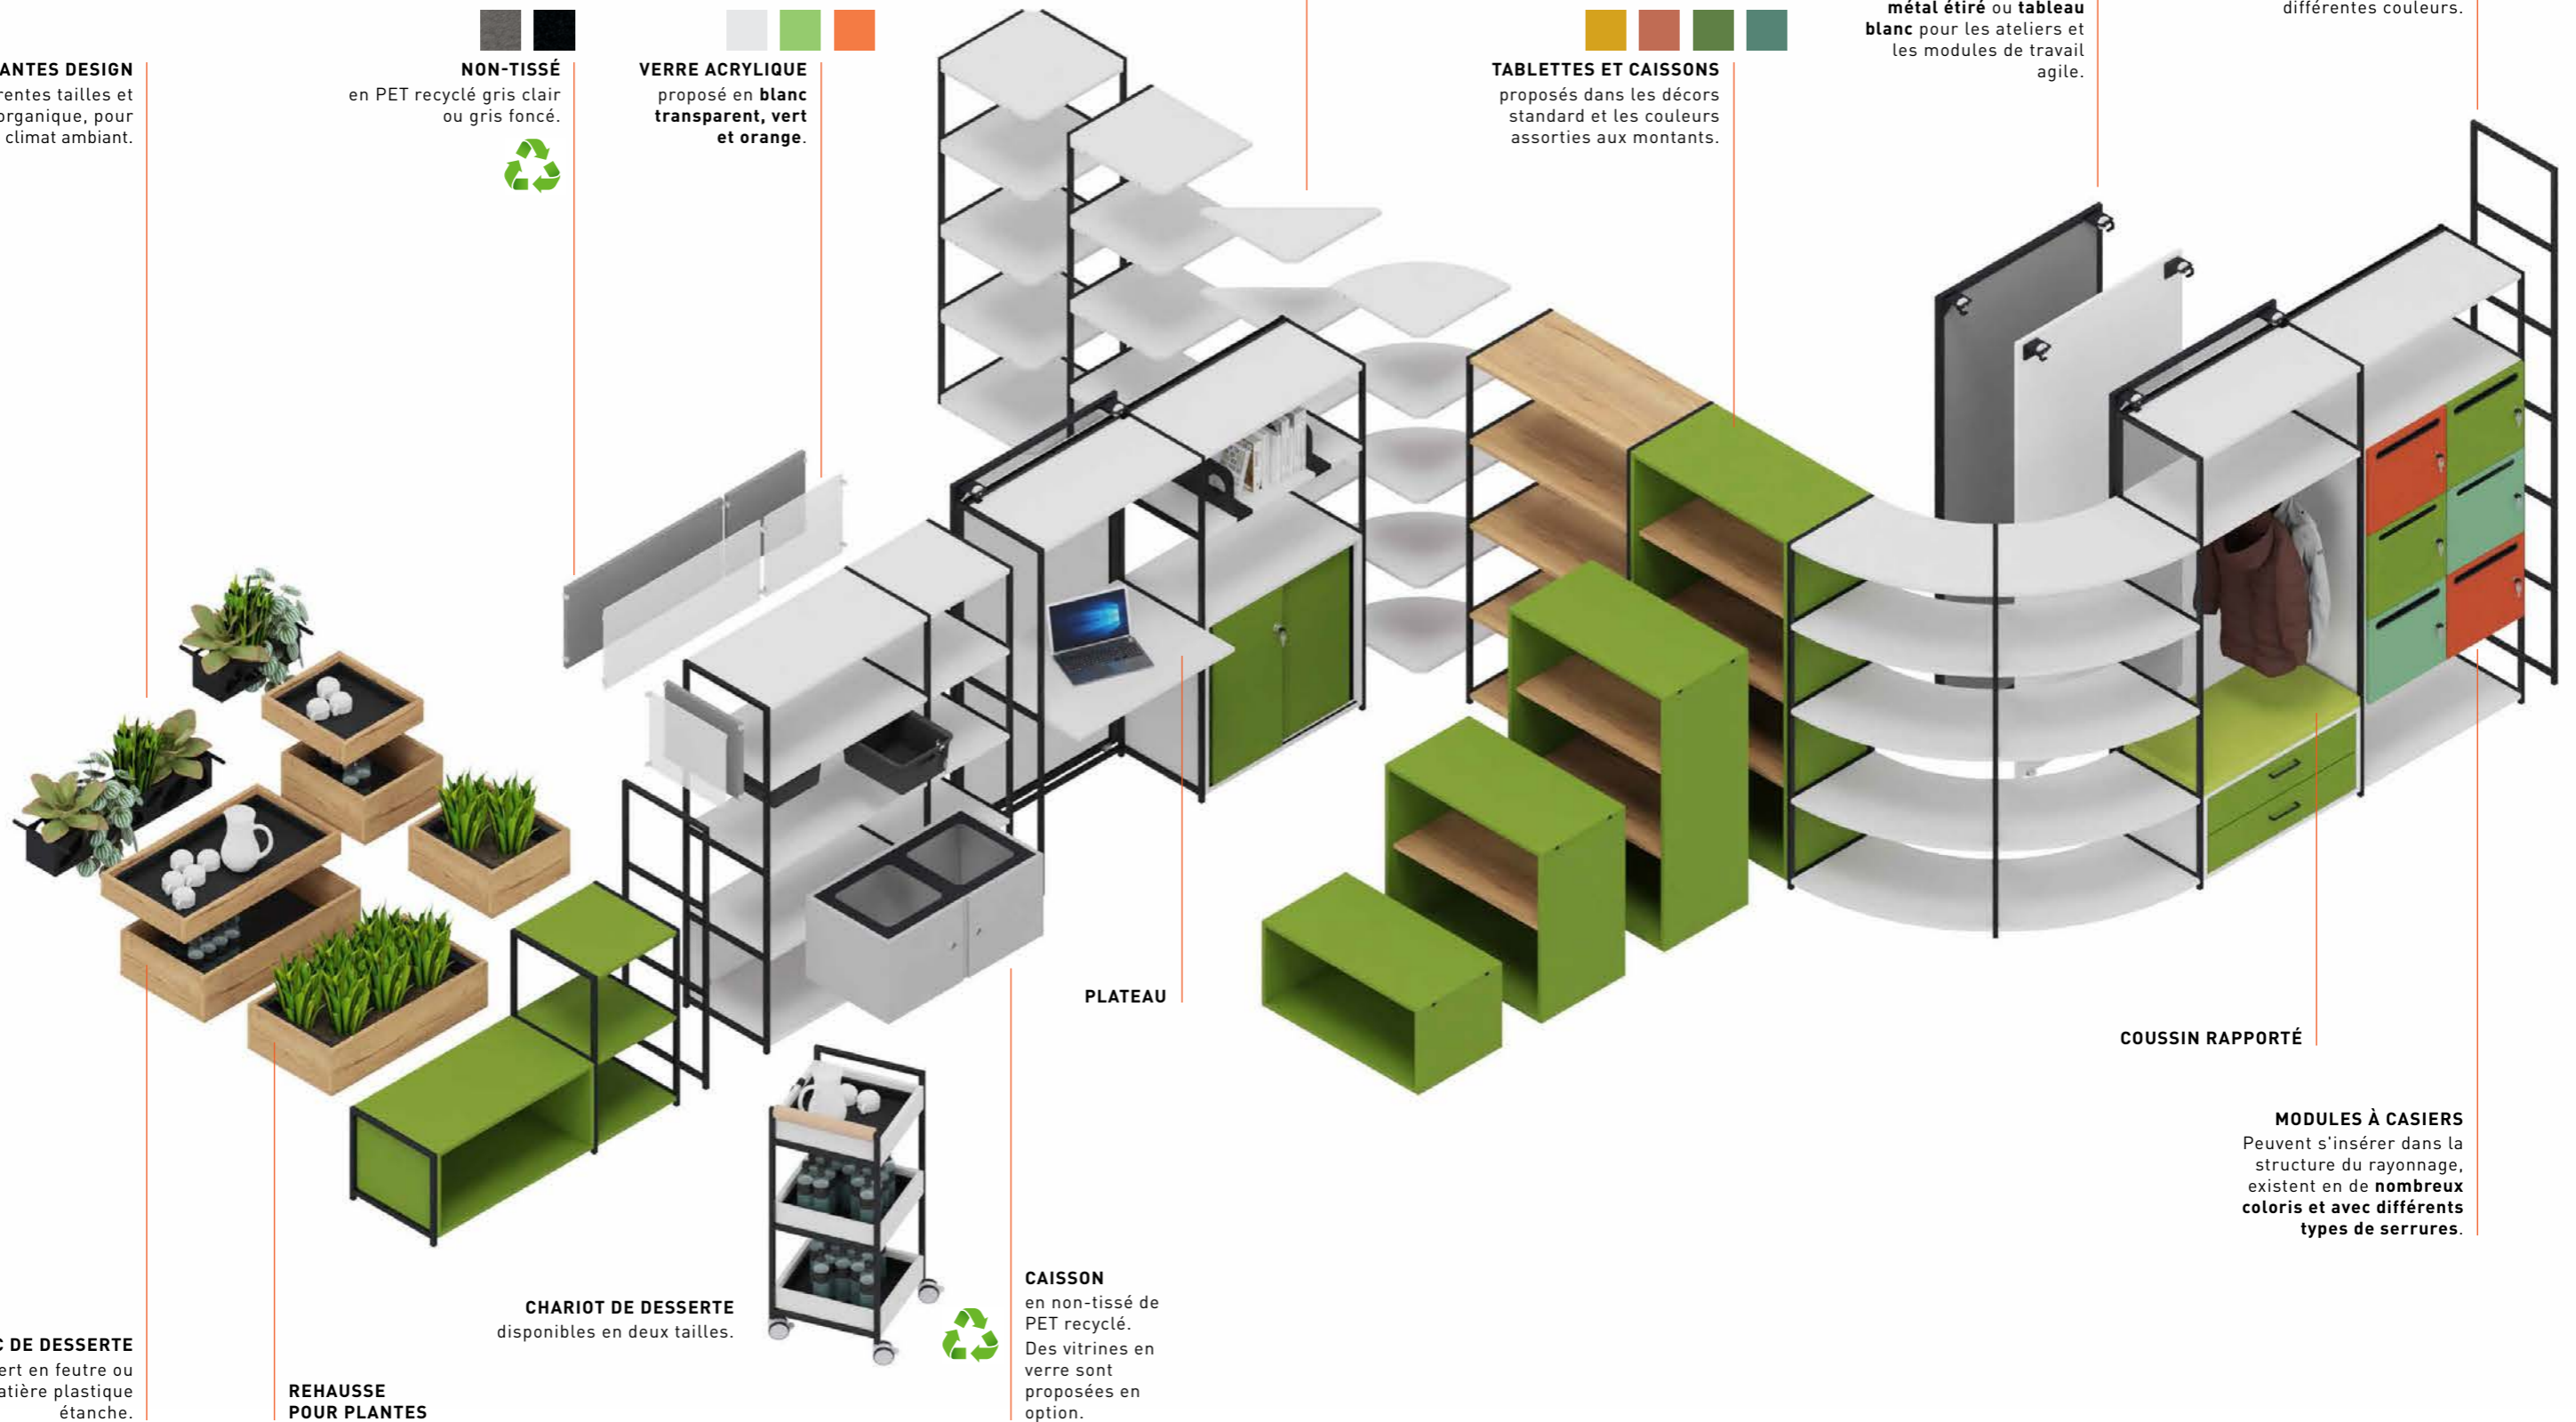 ANTES DESIGN
rentes tailles et
organique, pour
climat ambiant.
NON-TISSÉ
en PET recyclé gris clair
ou gris foncé.
VERRE ACRYLIQUE
proposé en blanc
transparent, vert
et orange.
TABLETTES ET CAISSONS
proposés dans les décors
standard et les couleurs
assorties aux montants.
métal étiré ou tableau
blanc pour les ateliers et
les modules de travail
agile.
différentes couleurs.
PLATEAU
COUSSIN RAPPORTÉ
MODULES À CASIERS
Peuvent s'insérer dans la
structure du rayonnage,
existent en de nombreux
coloris et avec différents
types de serrures.
CHARIOT DE DESSERTE
disponibles en deux tailles.
CAISSON
en non-tissé de
PET recyclé.
Des vitrines en
verre sont
proposées en
option.
C DE DESSERTE
ert en feutre ou
atière plastique
étanche.
REHAUSSE
POUR PLANTES